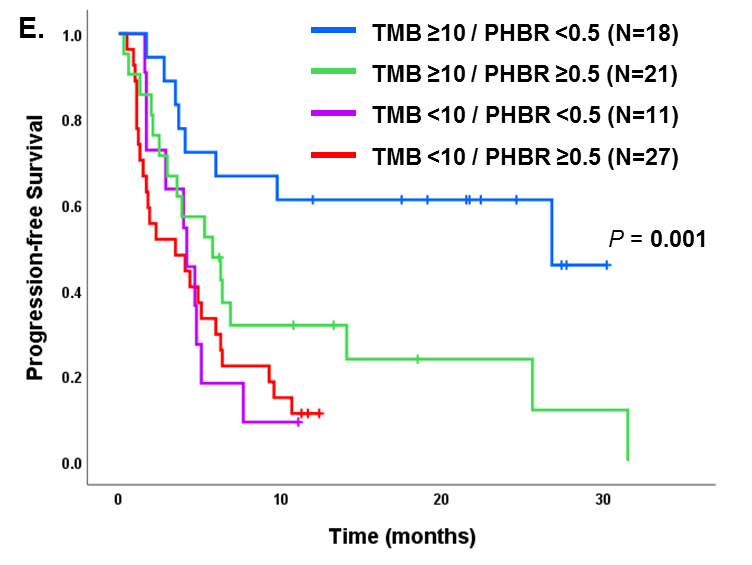 E.
TMB ≥10 / PHBR <0.5 (N=18)
TMB ≥10 / PHBR ≥0.5 (N=21)
TMB <10 / PHBR <0.5 (N=11)
TMB <10 / PHBR ≥0.5 (N=27)
P = 0.001
Progression-free Survival
1.0
0.8
0.6
0.4
0.2
0.0
0 10 20 30
Time (months)